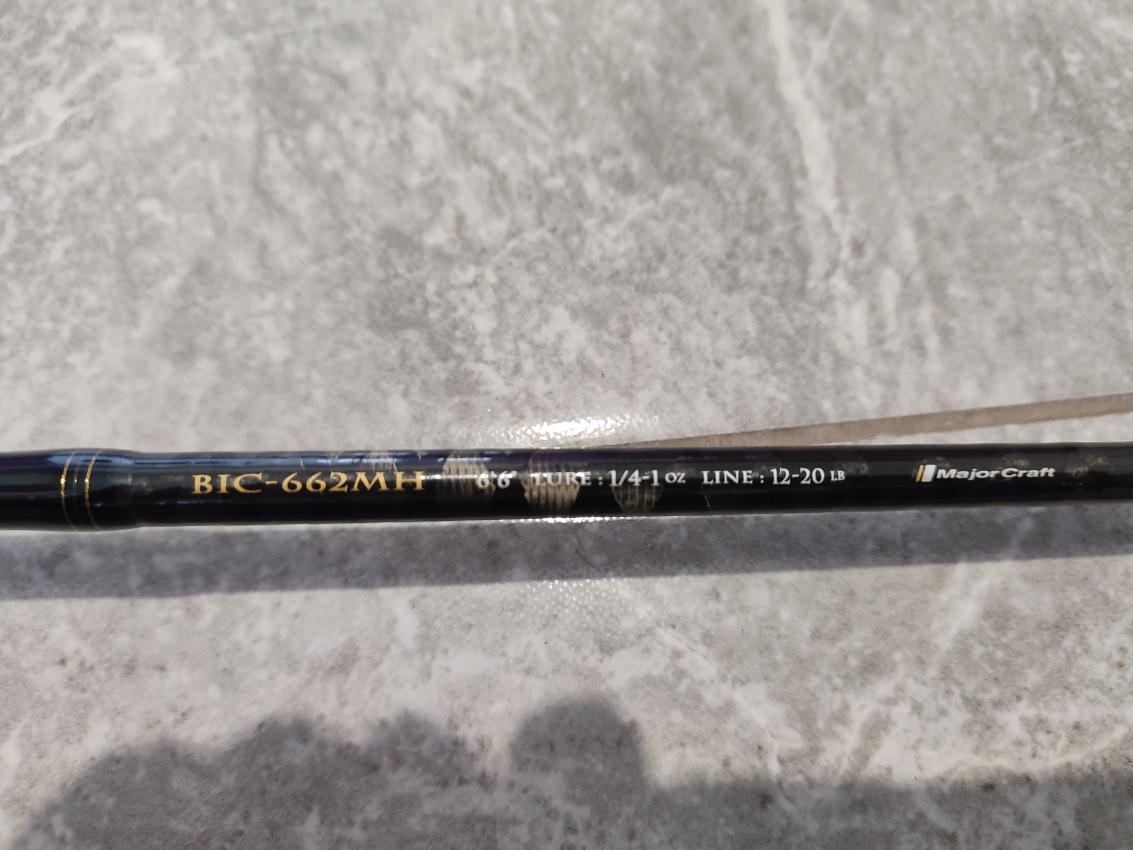 BIC-662MH 6'6" LURE : 1/4-1 OZ LINE : 12-20 LB Major Craft